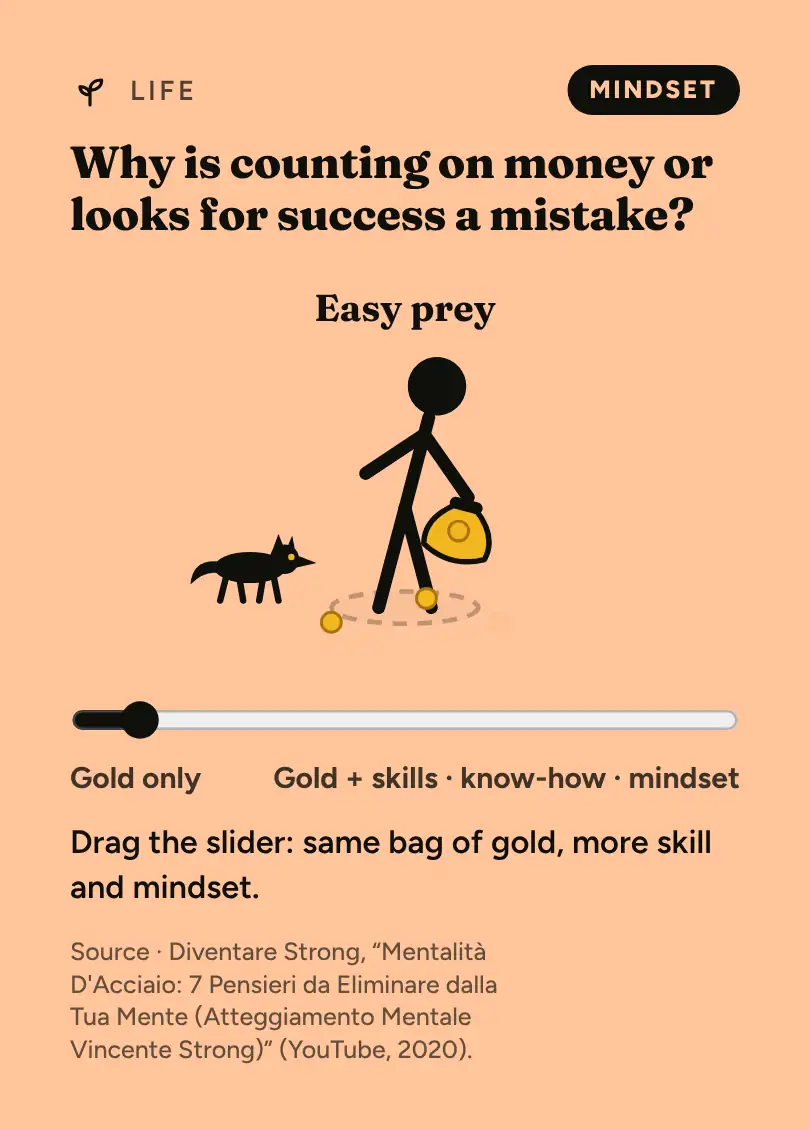 LIFE
MINDSET
Why is counting on money or
looks for success a mistake?
Easy prey
Gold only
Gold + skills · know-how · mindset
Drag the slider: same bag of gold, more skill
and mindset.
Source · Diventare Strong, “Mentalità
D'Acciaio: 7 Pensieri da Eliminare dalla
Tua Mente (Atteggiamento Mentale
Vincente Strong)” (YouTube, 2020).